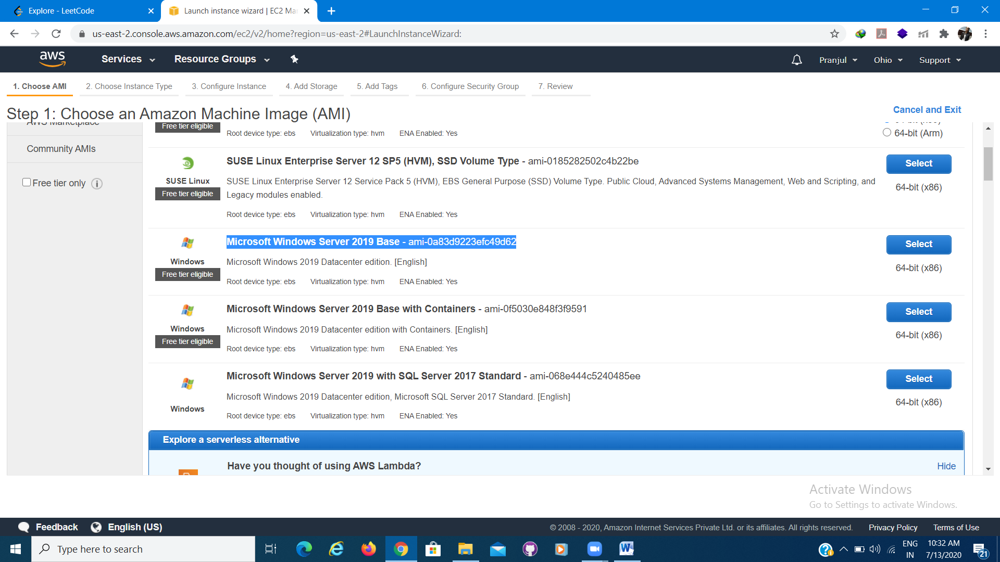 Explore - LeetCode
Launch instance wizard | EC2 Ma
us-east-2.console.aws.amazon.com/ec2/v2/home?region=us-east-2#LaunchInstanceWizard:
aws Services Resource Groups Pranjul Ohio Support
1. Choose AMI 2. Choose Instance Type 3. Configure Instance 4. Add Storage 5. Add Tags 6. Configure Security Group 7. Review
Step 1: Choose an Amazon Machine Image (AMI)
Cancel and Exit
AWS Marketplace
Community AMIs
Free tier only
Free tier eligible
Root device type: ebs Virtualization type: hvm ENA Enabled: Yes
64-bit (Arm)
SUSE Linux
Free tier eligible
SUSE Linux Enterprise Server 12 SP5 (HVM), SSD Volume Type - ami-0185282502c4b22be
SUSE Linux Enterprise Server 12 Service Pack 5 (HVM), EBS General Purpose (SSD) Volume Type. Public Cloud, Advanced Systems Management, Web and Scripting, and
Legacy modules enabled.
Root device type: ebs Virtualization type: hvm ENA Enabled: Yes
Select
64-bit (x86)
Windows
Free tier eligible
Microsoft Windows Server 2019 Base - ami-0a83d9223efc49d62
Microsoft Windows 2019 Datacenter edition. [English]
Root device type: ebs Virtualization type: hvm ENA Enabled: Yes
Select
64-bit (x86)
Windows
Free tier eligible
Microsoft Windows Server 2019 Base with Containers - ami-0f5030e848f3f9591
Microsoft Windows 2019 Datacenter edition with Containers. [English]
Root device type: ebs Virtualization type: hvm ENA Enabled: Yes
Select
64-bit (x86)
Windows
Microsoft Windows Server 2019 with SQL Server 2017 Standard - ami-068e444c5240485ee
Microsoft Windows 2019 Datacenter edition, Microsoft SQL Server 2017 Standard. [English]
Root device type: ebs Virtualization type: hvm ENA Enabled: Yes
Select
64-bit (x86)
Explore a serverless alternative
Have you thought of using AWS Lambda?
Hide
Activate Windows
Go to Settings to activate Windows.
Feedback English (US) © 2008 - 2020, Amazon Internet Services Private Ltd. or its affiliates. All rights reserved. Privacy Policy Terms of Use
Type here to search
ENG
IN
10:32 AM
7/13/2020
21